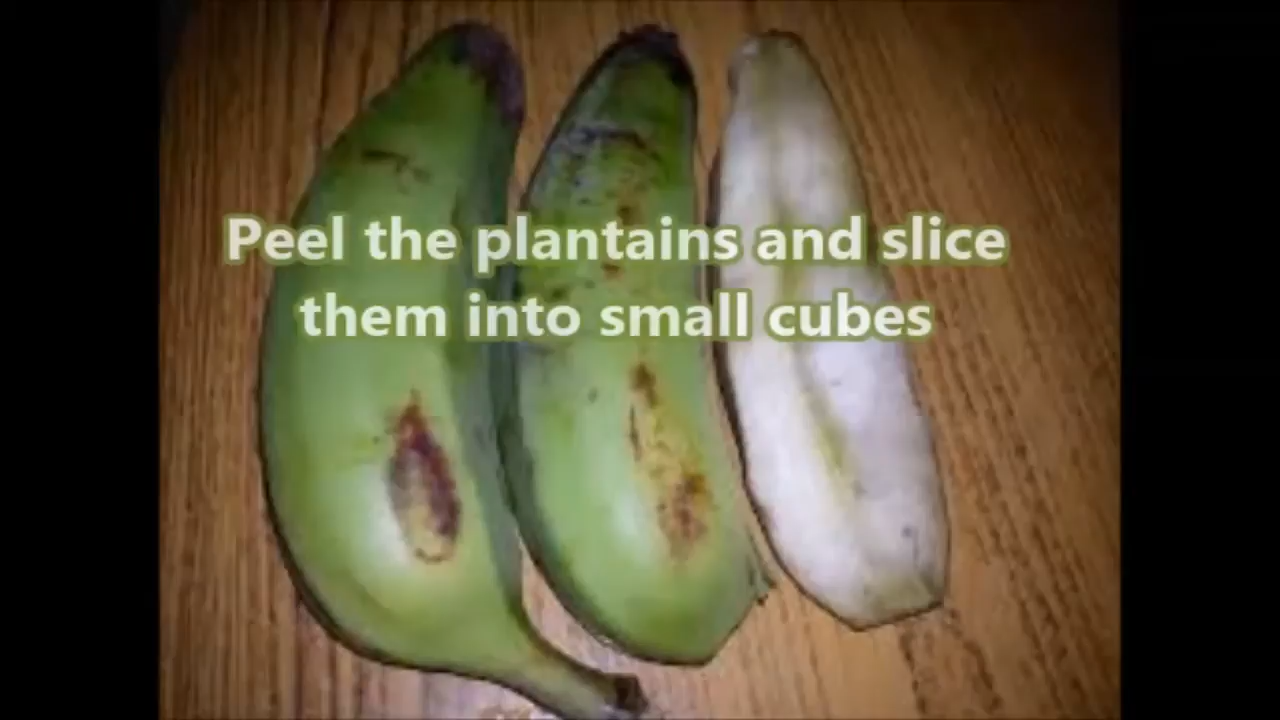 Peel the plantains and slice
them into small cubes